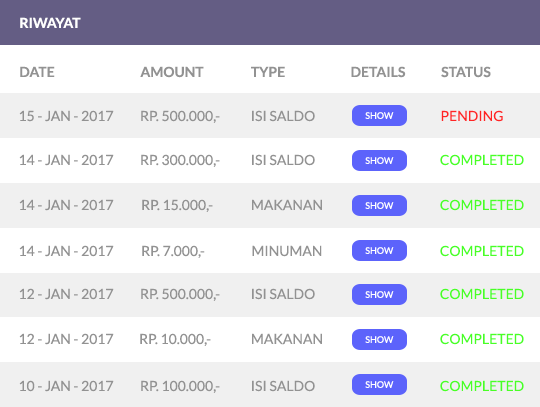 RIWAYAT
DATE AMOUNT TYPE DETAILS STATUS
15 - JAN - 2017 RP. 500.000,- ISI SALDO SHOW PENDING
14 - JAN - 2017 RP. 300.000,- ISI SALDO SHOW COMPLETED
14 - JAN - 2017 RP. 15.000,- MAKANAN SHOW COMPLETED
14 - JAN - 2017 RP. 7.000,- MINUMAN SHOW COMPLETED
12 - JAN - 2017 RP. 500.000,- ISI SALDO SHOW COMPLETED
12 - JAN - 2017 RP. 10.000,- MAKANAN SHOW COMPLETED
10 - JAN - 2017 RP. 100.000,- ISI SALDO SHOW COMPLETED